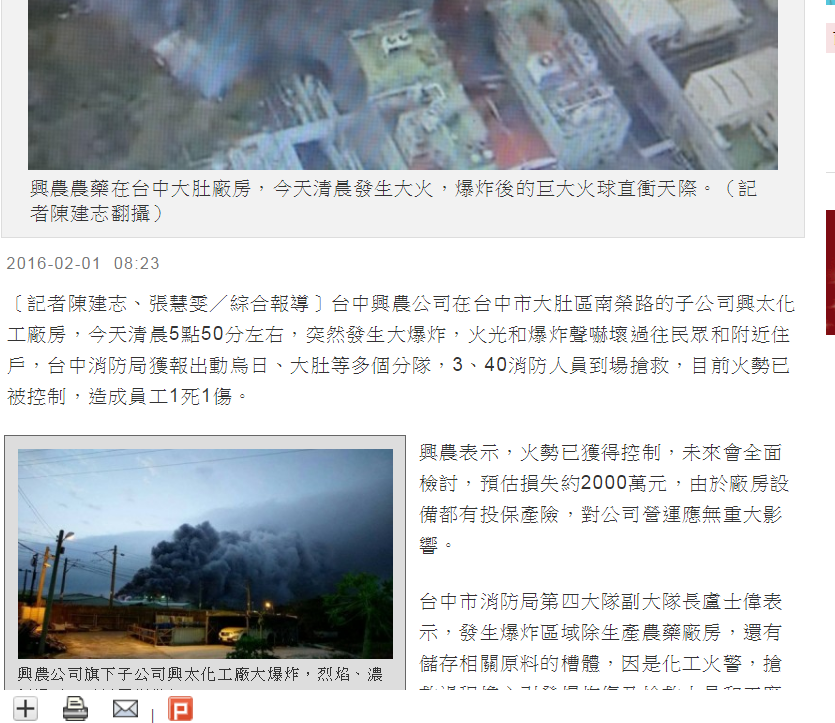 興農農藥在台中大肚廠房，今天清晨發生大火，爆炸後的巨大火球直衝天際。（記
者陳建志翻攝）
2016-02-01 08:23
〔記者陳建志、張慧雯／綜合報導〕台中興農公司在台中市大肚區南榮路的子公司興太化
工廠房，今天清晨5點50分左右，突然發生大爆炸，火光和爆炸聲嚇壞過往民眾和附近住
戶，台中消防局獲報出動烏日、大肚等多個分隊，3、40消防人員到場搶救，目前火勢已
被控制，造成員工1死1傷。
興農表示，火勢已獲得控制，未來會全面
檢討，預估損失約2000萬元，由於廠房設
備都有投保產險，對公司營運應無重大影
響。
台中市消防局第四大隊副大隊長盧士偉表
示，發生爆炸區域除生產農藥廠房，還有
儲存相關原料的槽體，因是化工火警，搶
興農公司旗下子公司興太化工廠大爆炸，烈焰、濃